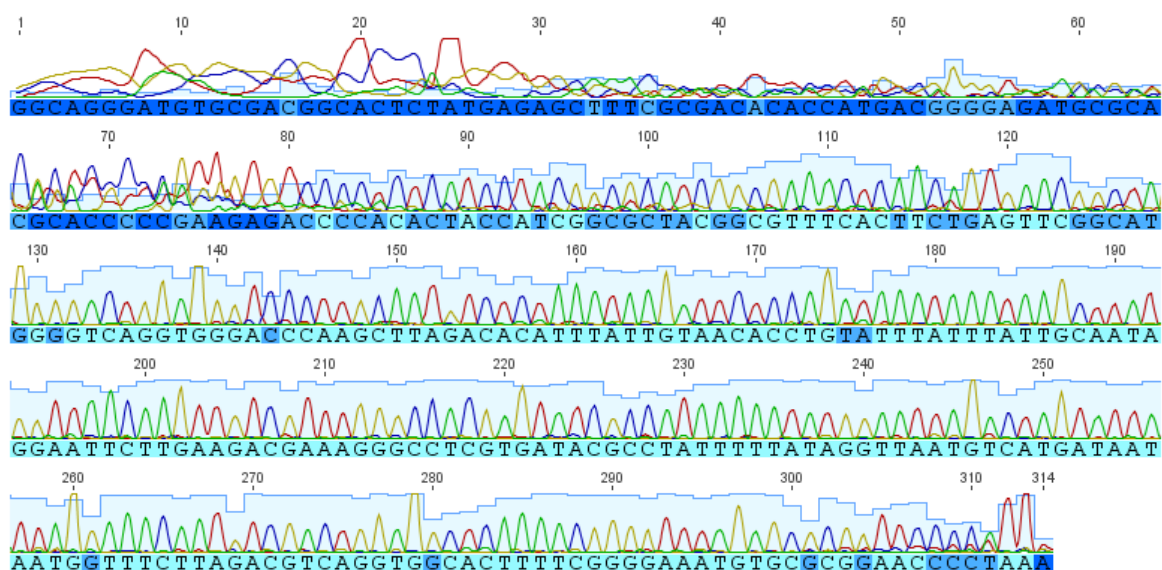 1 10 20 30 40 50 60
GGCAGGGATGTGCGACGGCACTCTATGAGAGCTTTCGCGACACACCATGACGGGGAGATGCGCA
70 80 90 100 110 120
CGCACCCCCGAAGAGACCCCACACTACCATCGGCGCTACGGCGTTTCACTTCTGAGTTCGGCAT
130 140 150 160 170 180 190
GGGGTCAGGTGGGACCCAAGCTTAGACACATTTATTGTAACACCTGTATTTATTTATTGCAATA
200 210 220 230 240 250
GGAATTCTTGAAGACGAAAGGGCCTCGTGATACGCCTATTTTTATAGGTTAATGTCATGATAAT
260 270 280 290 300 314
AATGGTTTCTTAGACGTCAGGTGGCACTTTTCGGGGAAATGTGCGCGGAACCCCTAAA